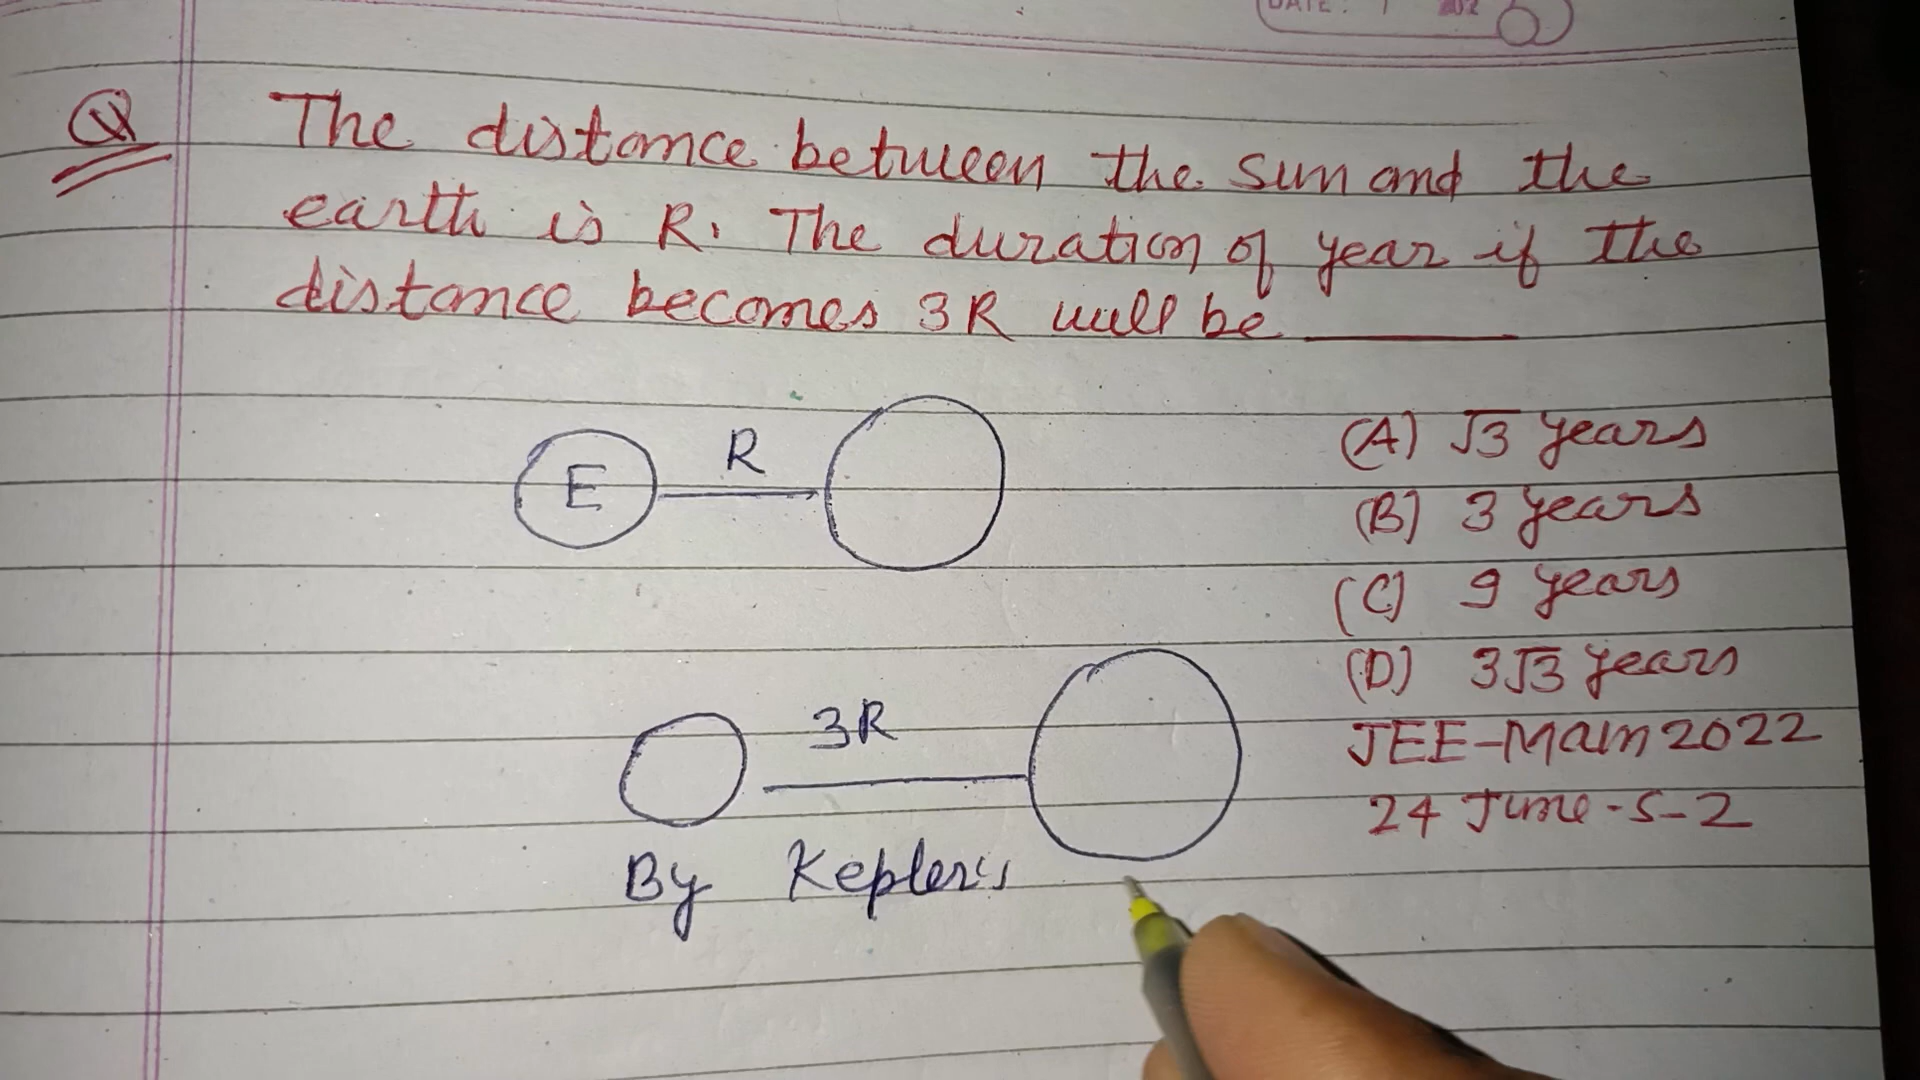 DATE: / 202
Q The distance between the sun and the
earth is R. The duration of year if the
distance becomes 3R will be ______
E R
(A) √3 years
(B) 3 years
(C) 9 years
(D) 3√3 years
3R
JEE-Main 2022
24 June-S-2
By Kepler's